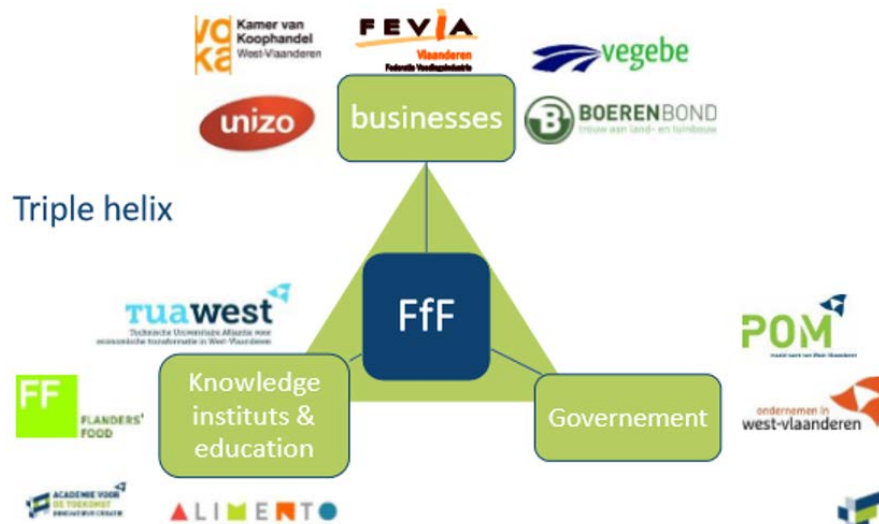 VOKA
Kamer van
Koophandel
West-Vlaanderen
FEVIA
Vlaanderen
Federatie Voedingsindustrie
vegebe
unizo
businesses
B
BOERENBOND
trouw aan land- en tuinbouw
Triple helix
TUAWEST
Technische Universitaire Alliantie voor
economische transformatie in West-Vlaanderen
FfF
POM
Knowledge
instituts &
education
Governement
FF
FLANDERS'
FOOD
ondernemen in
west-vlaanderen
ACADEMIE VOOR
DE TOEKOMST
ALIMENTO